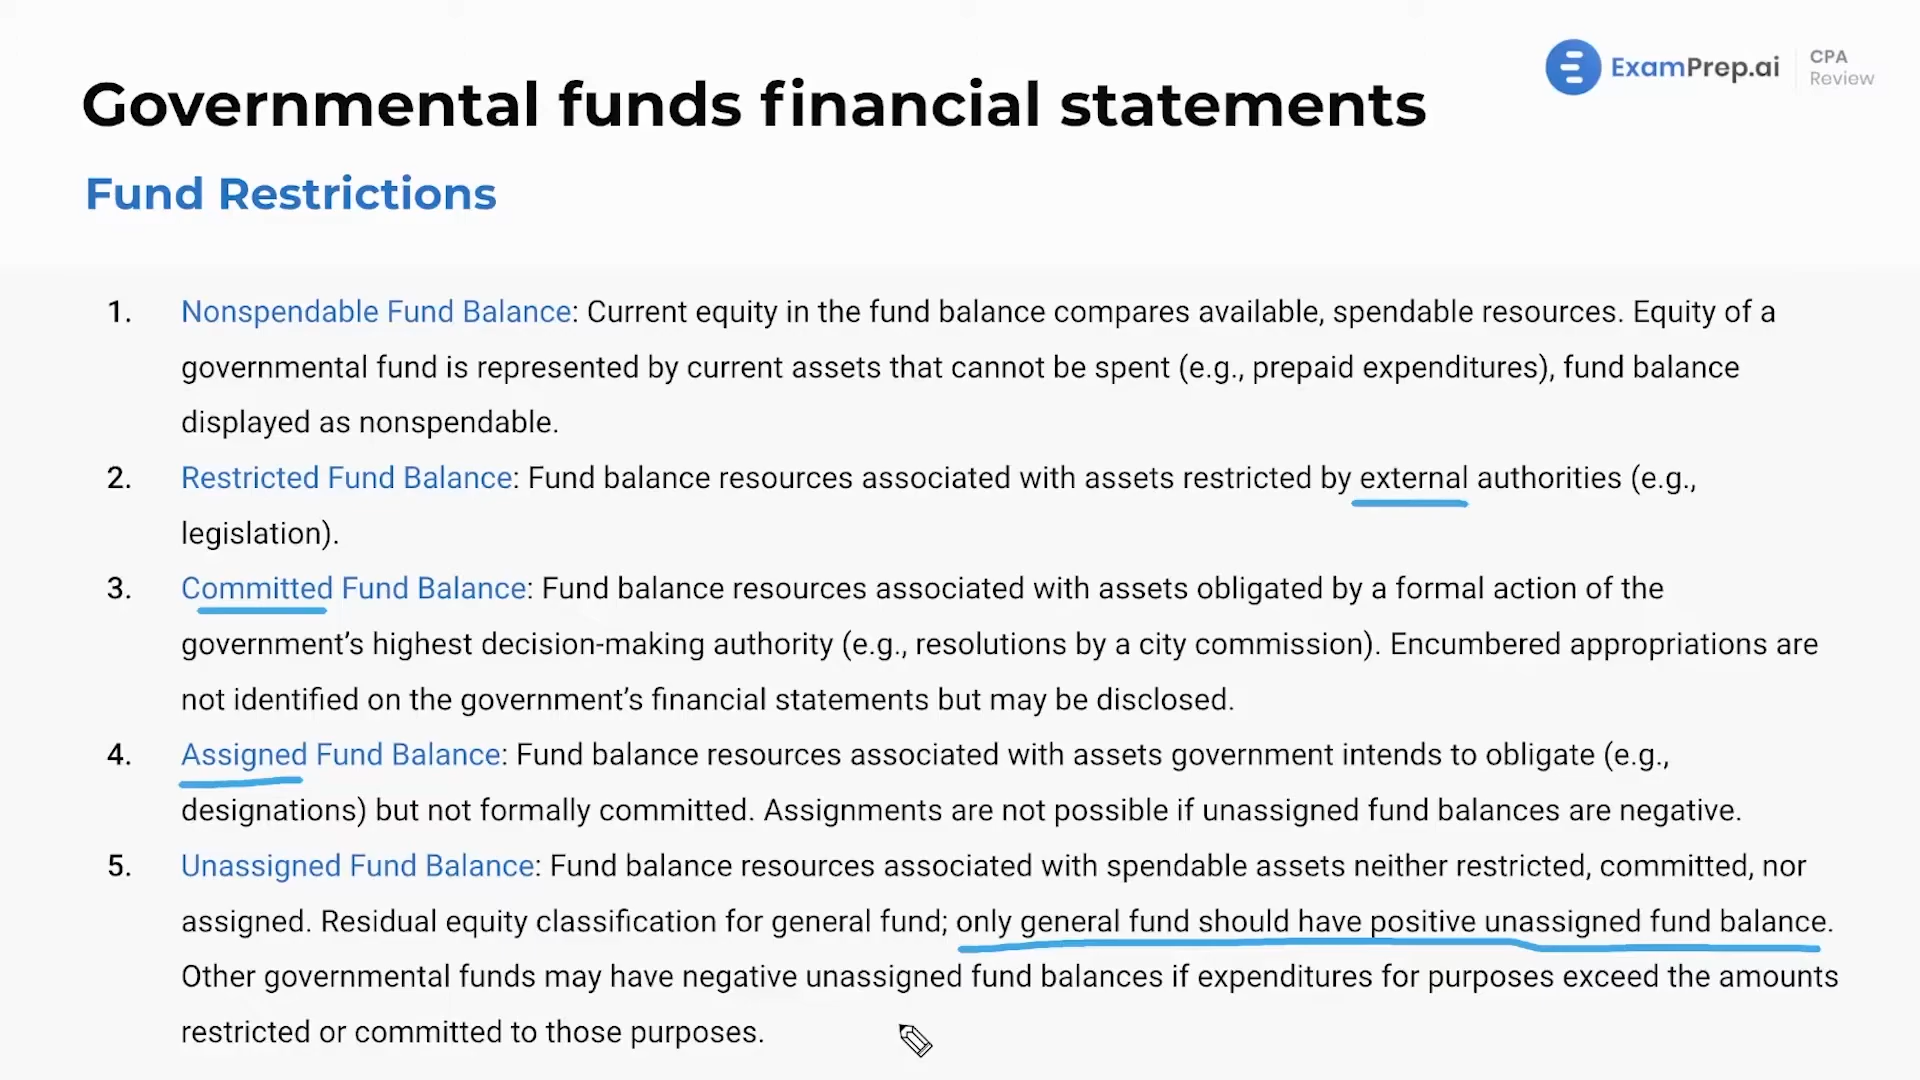 ExamPrep.ai
CPA
Review
Governmental funds financial statements
Fund Restrictions
1. Nonspendable Fund Balance: Current equity in the fund balance compares available, spendable resources. Equity of a
governmental fund is represented by current assets that cannot be spent (e.g., prepaid expenditures), fund balance
displayed as nonspendable.
2. Restricted Fund Balance: Fund balance resources associated with assets restricted by external authorities (e.g.,
legislation).
3. Committed Fund Balance: Fund balance resources associated with assets obligated by a formal action of the
government’s highest decision-making authority (e.g., resolutions by a city commission). Encumbered appropriations are
not identified on the government’s financial statements but may be disclosed.
4. Assigned Fund Balance: Fund balance resources associated with assets government intends to obligate (e.g.,
designations) but not formally committed. Assignments are not possible if unassigned fund balances are negative.
5. Unassigned Fund Balance: Fund balance resources associated with spendable assets neither restricted, committed, nor
assigned. Residual equity classification for general fund; only general fund should have positive unassigned fund balance.
Other governmental funds may have negative unassigned fund balances if expenditures for purposes exceed the amounts
restricted or committed to those purposes.